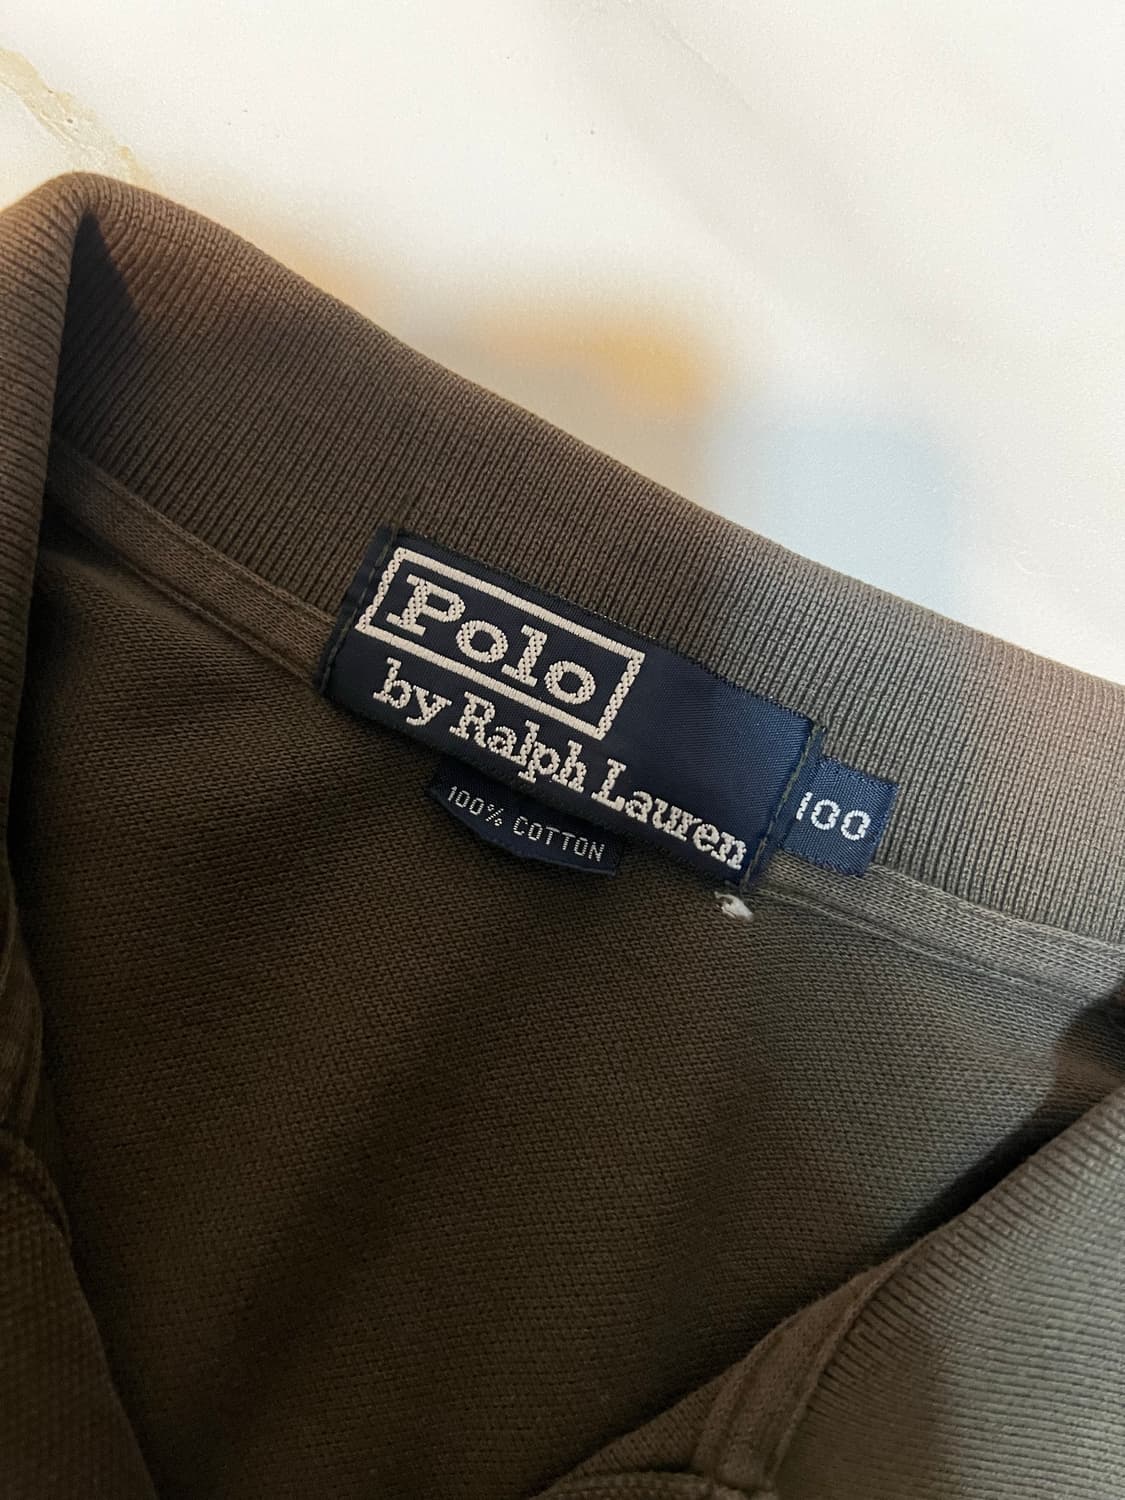 Polo
by Ralph Lauren
100
100% COTTON